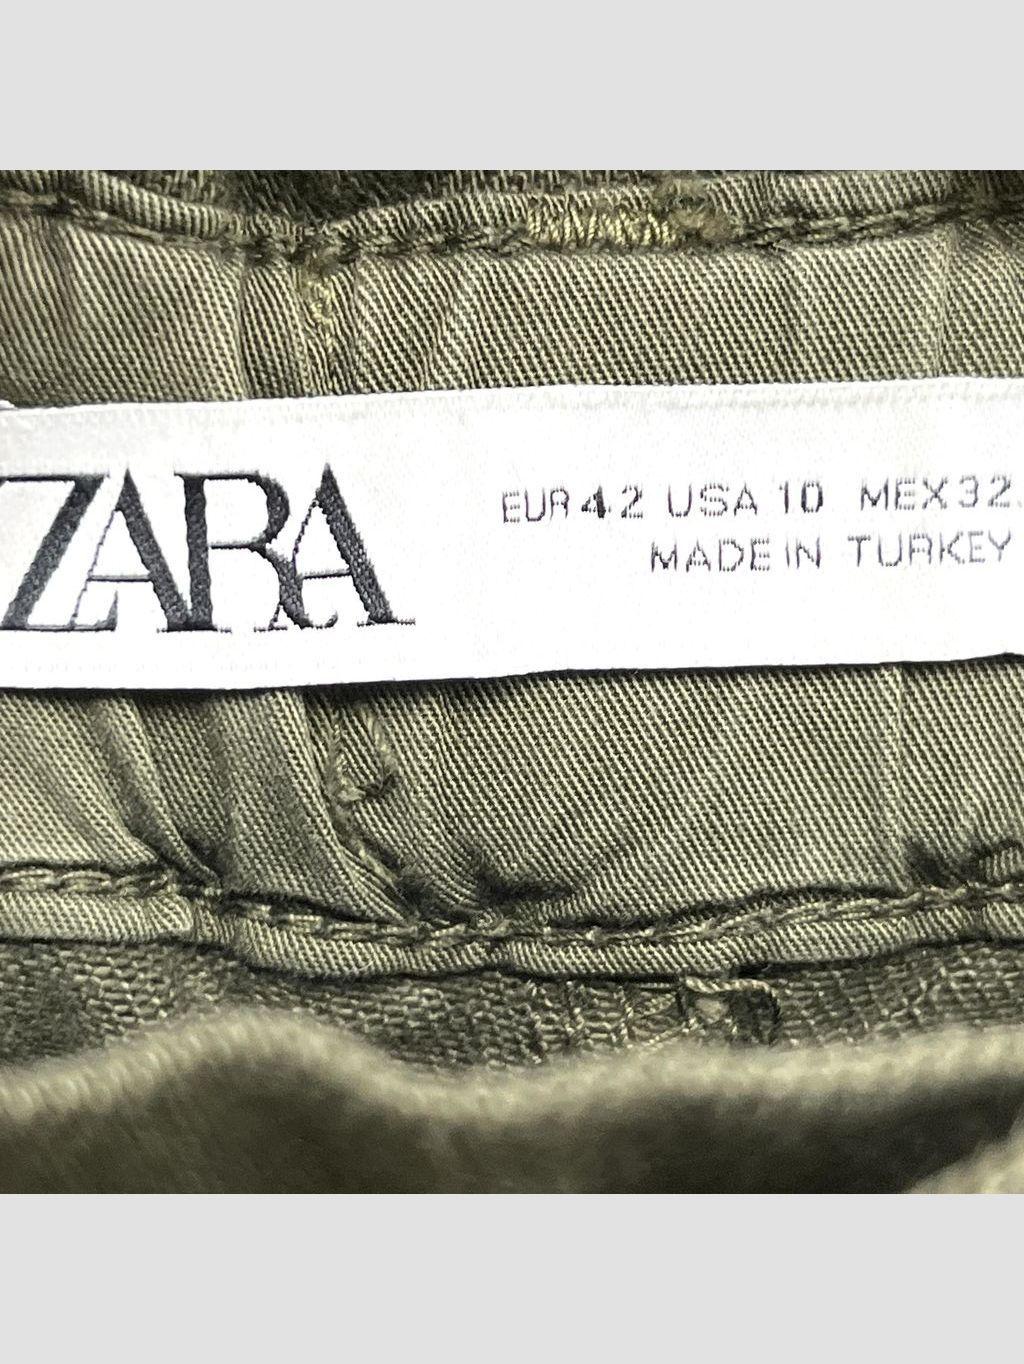 ZARA
EUR 42 USA 10 MEX 32
MADE IN TURKEY